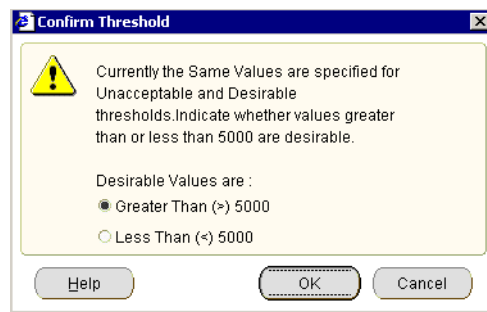 Confirm Threshold
Currently the Same Values are specified for
Unacceptable and Desirable
thresholds.Indicate whether values greater
than or less than 5000 are desirable.
Desirable Values are :
Greater Than (>) 5000
Less Than (<) 5000
Help OK Cancel